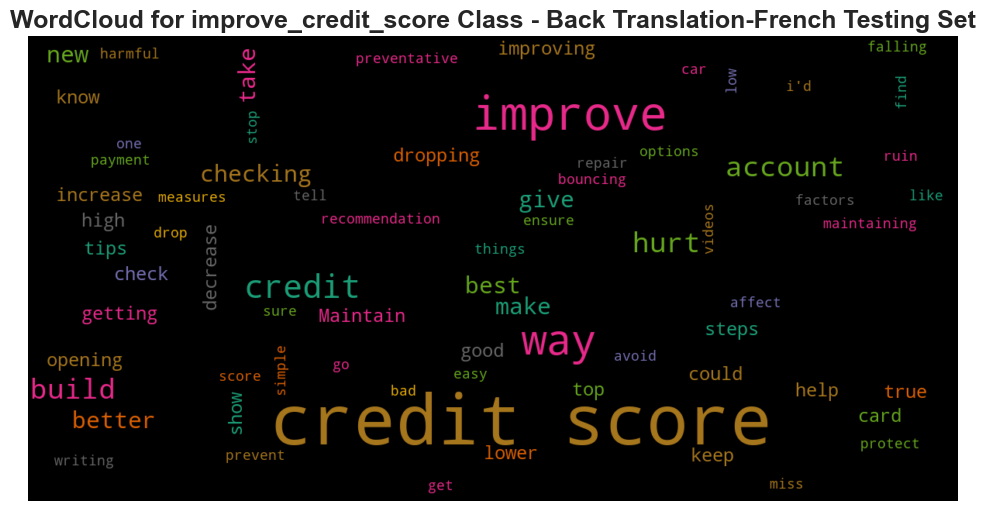 WordCloud for improve_credit_score Class - Back Translation-French Testing Set
new
harmful
take
preventative
improving
falling
car
low
i'd
find
know
stop
improve
one
payment
checking
dropping
repair
options
account
ruin
increase
measures
tell
bouncing
give
factors
like
high
drop
recommendation
ensure
videos
maintaining
tips
decrease
things
hurt
check
credit
best
affect
getting
sure
Maintain
make
way
steps
opening
simple
go
good
avoid
build
score
bad
easy
top
could
help
true
better
show
credit score
card
writing
prevent
lower
keep
protect
get
miss